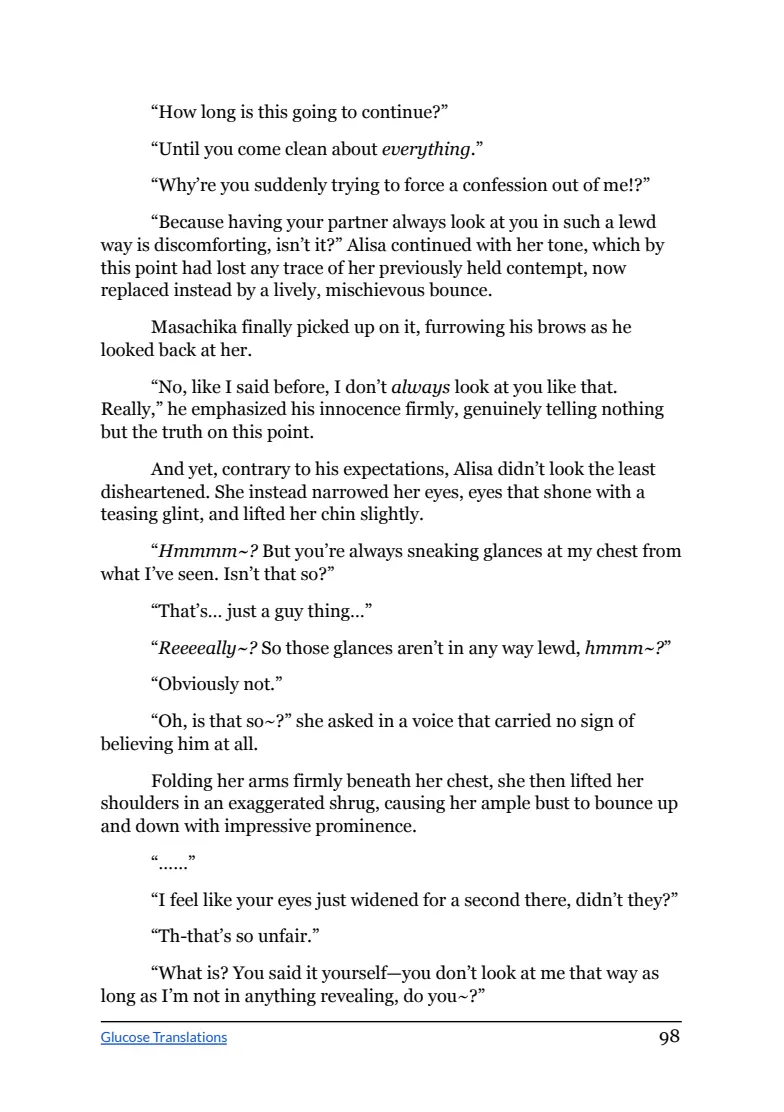 “How long is this going to continue?”
“Until you come clean about everything.”
“Why’re you suddenly trying to force a confession out of me!?”
“Because having your partner always look at you in such a lewd
way is discomforting, isn’t it?” Alisa continued with her tone, which by
this point had lost any trace of her previously held contempt, now
replaced instead by a lively, mischievous bounce.
Masachika finally picked up on it, furrowing his brows as he
looked back at her.
“No, like I said before, I don’t always look at you like that.
Really,” he emphasized his innocence firmly, genuinely telling nothing
but the truth on this point.
And yet, contrary to his expectations, Alisa didn’t look the least
disheartened. She instead narrowed her eyes, eyes that shone with a
teasing glint, and lifted her chin slightly.
“Hmmmm~? But you’re always sneaking glances at my chest from
what I’ve seen. Isn’t that so?”
“That’s… just a guy thing…”
“Reeeeally~? So those glances aren’t in any way lewd, hmmm~?”
“Obviously not.”
“Oh, is that so~?” she asked in a voice that carried no sign of
believing him at all.
Folding her arms firmly beneath her chest, she then lifted her
shoulders in an exaggerated shrug, causing her ample bust to bounce up
and down with impressive prominence.
“……”
“I feel like your eyes just widened for a second there, didn’t they?”
“Th-that’s so unfair.”
“What is? You said it yourself—you don’t look at me that way as
long as I’m not in anything revealing, do you~?”
Glucose Translations 98